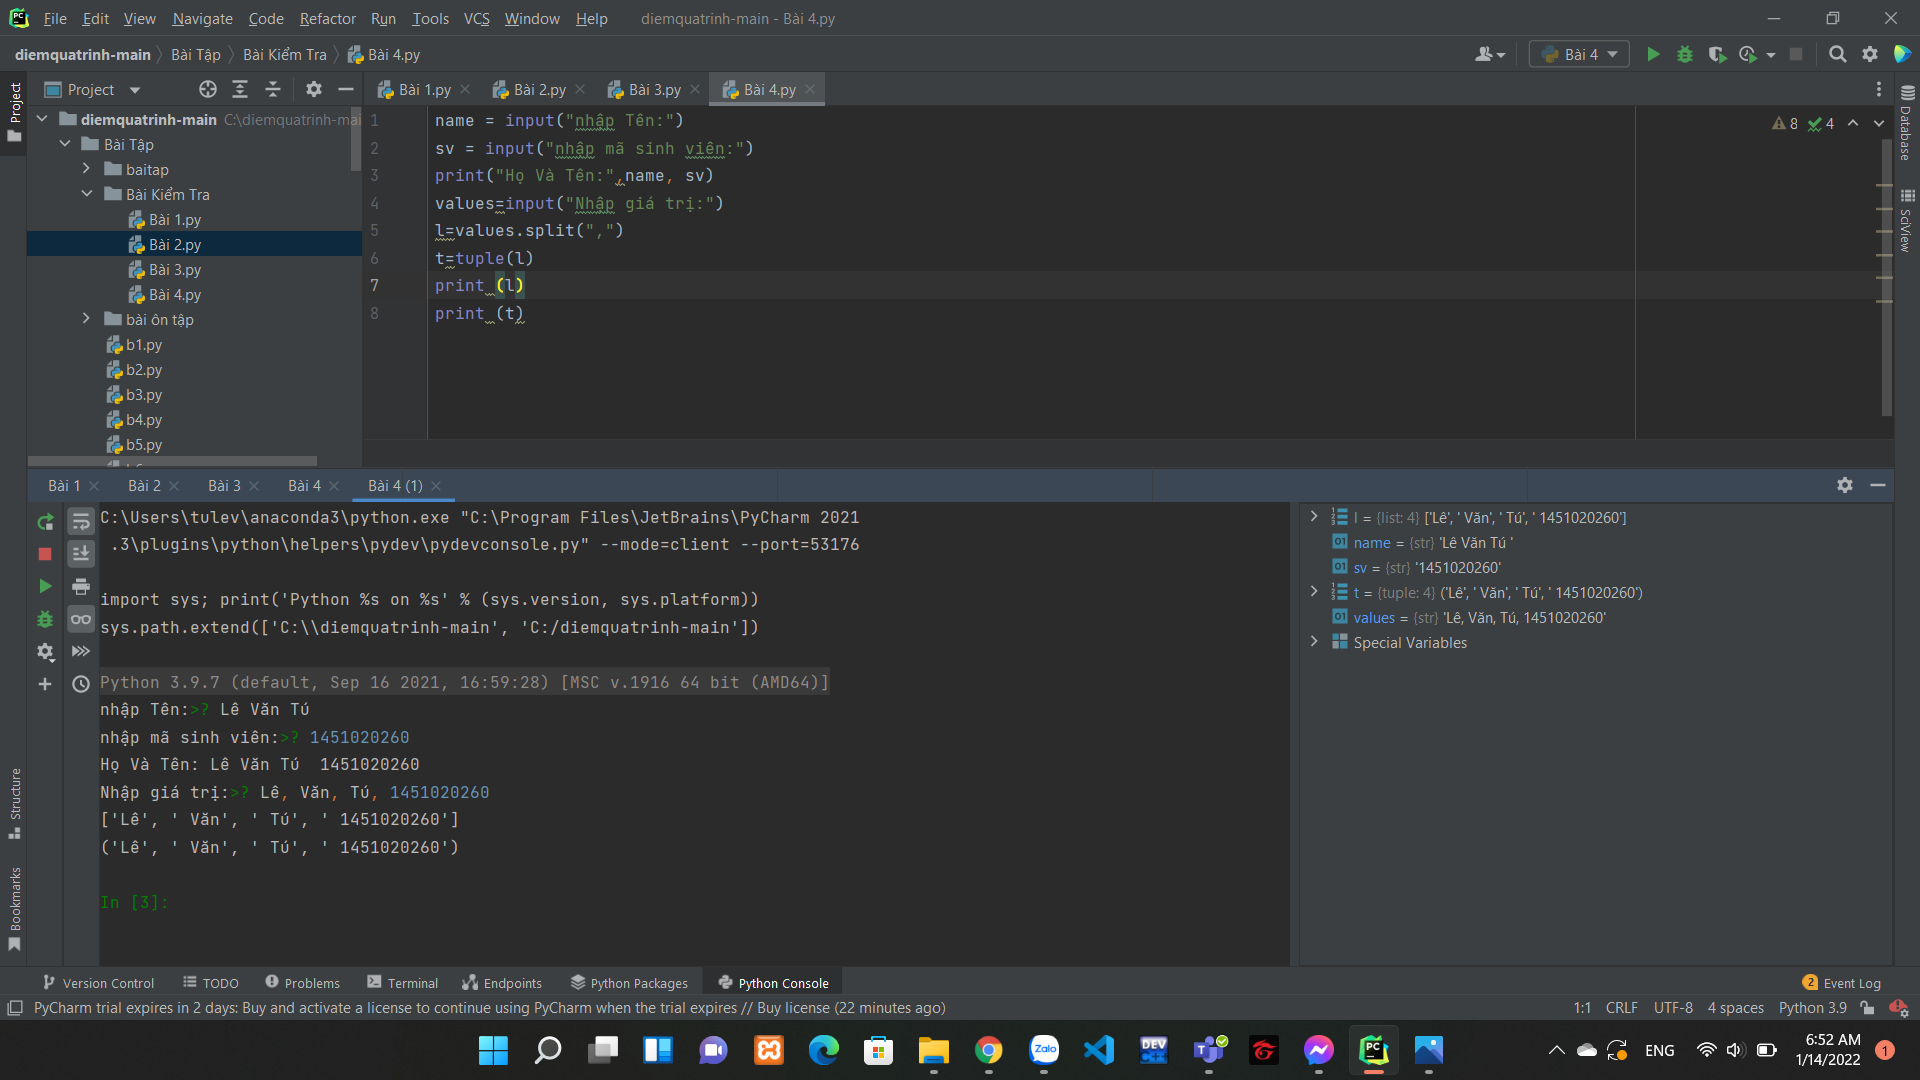 File Edit View Navigate Code Refactor Run Tools VCS Window Help diemquatrinh-main - Bài 4.py
diemquatrinh-main Bài Tập Bài Kiểm Tra Bài 4.py
Bài 4
Project
Bài 1.py Bài 2.py Bài 3.py Bài 4.py
diemquatrinh-main C:\diemquatrinh-mai
Bài Tập
baitap
Bài Kiểm Tra
Bài 1.py
Bài 2.py
Bài 3.py
Bài 4.py
bài ôn tập
b1.py
b2.py
b3.py
b4.py
b5.py
1 name = input("nhập Tên:")
2 sv = input("nhập mã sinh viên:")
3 print("Họ Và Tên:",name, sv)
4 values=input("Nhập giá trị:")
5 l=values.split(",")
6 t=tuple(l)
7 print (l)
8 print (t)
8 4
Project
Structure
Bookmarks
Database
SciView
Bài 1 Bài 2 Bài 3 Bài 4 Bài 4 (1)
C:\Users\tulev\anaconda3\python.exe "C:\Program Files\JetBrains\PyCharm 2021
.3\plugins\python\helpers\pydev\pydevconsole.py" --mode=client --port=53176
import sys; print('Python %s on %s' % (sys.version, sys.platform))
sys.path.extend(['C:\\diemquatrinh-main', 'C:/diemquatrinh-main'])
Python 3.9.7 (default, Sep 16 2021, 16:59:28) [MSC v.1916 64 bit (AMD64)]
nhập Tên:>? Lê Văn Tú
nhập mã sinh viên:>? 1451020260
Họ Và Tên: Lê Văn Tú  1451020260
Nhập giá trị:>? Lê, Văn, Tú, 1451020260
['Lê', ' Văn', ' Tú', ' 1451020260']
('Lê', ' Văn', ' Tú', ' 1451020260')
In [3]:
l = {list: 4} ['Lê', ' Văn', ' Tú', ' 1451020260']
name = {str} 'Lê Văn Tú '
sv = {str} '1451020260'
t = {tuple: 4} ('Lê', ' Văn', ' Tú', ' 1451020260')
values = {str} 'Lê, Văn, Tú, 1451020260'
Special Variables
Version Control TODO Problems Terminal Endpoints Python Packages Python Console 2 Event Log
PyCharm trial expires in 2 days: Buy and activate a license to continue using PyCharm when the trial expires // Buy license (22 minutes ago) 1:1 CRLF UTF-8 4 spaces Python 3.9
Zalo
DEV C++
PC
ENG
6:52 AM
1/14/2022
1